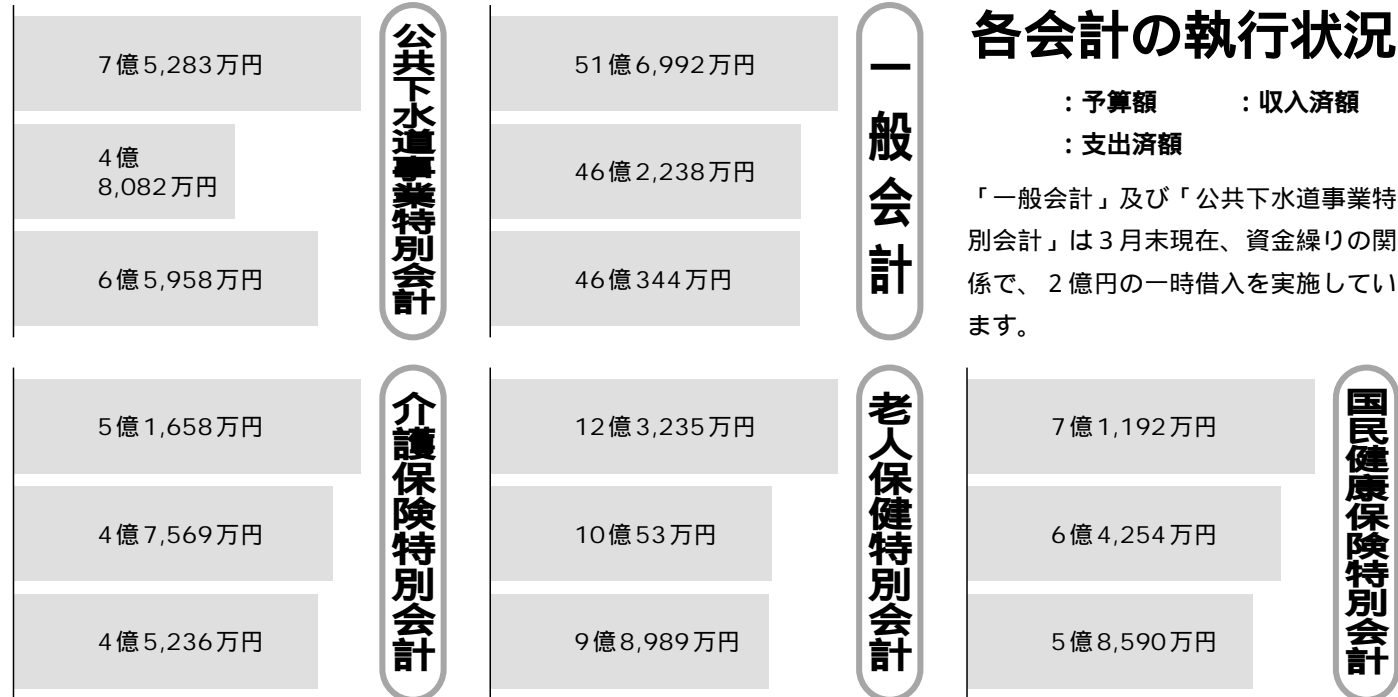 各会計の執行状況
：予算額　：収入済額
：支出済額
「一般会計」及び「公共下水道事業特
別会計」は３月末現在、資金繰りの関
係で、２億円の一時借入を実施してい
ます。
一般会計
51億6,992万円
46億2,238万円
46億344万円
公共下水道事業特別会計
7億5,283万円
4億
8,082万円
6億5,958万円
国民健康保険特別会計
7億1,192万円
6億4,254万円
5億8,590万円
老人保健特別会計
12億3,235万円
10億53万円
9億8,989万円
介護保険特別会計
5億1,658万円
4億7,569万円
4億5,236万円